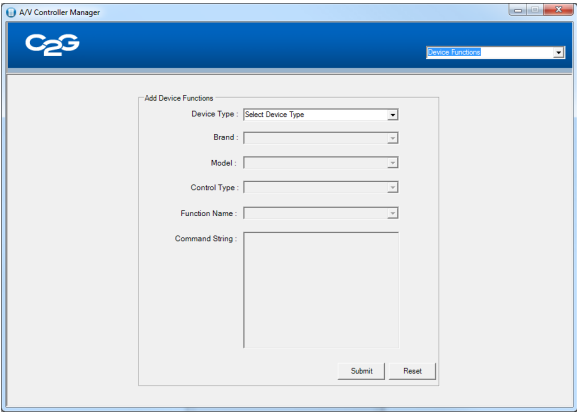 A/V Controller Manager
C2G
Device Functions
Add Device Functions
Device Type : Select Device Type
Brand :
Model :
Control Type :
Function Name :
Command String :
Submit Reset